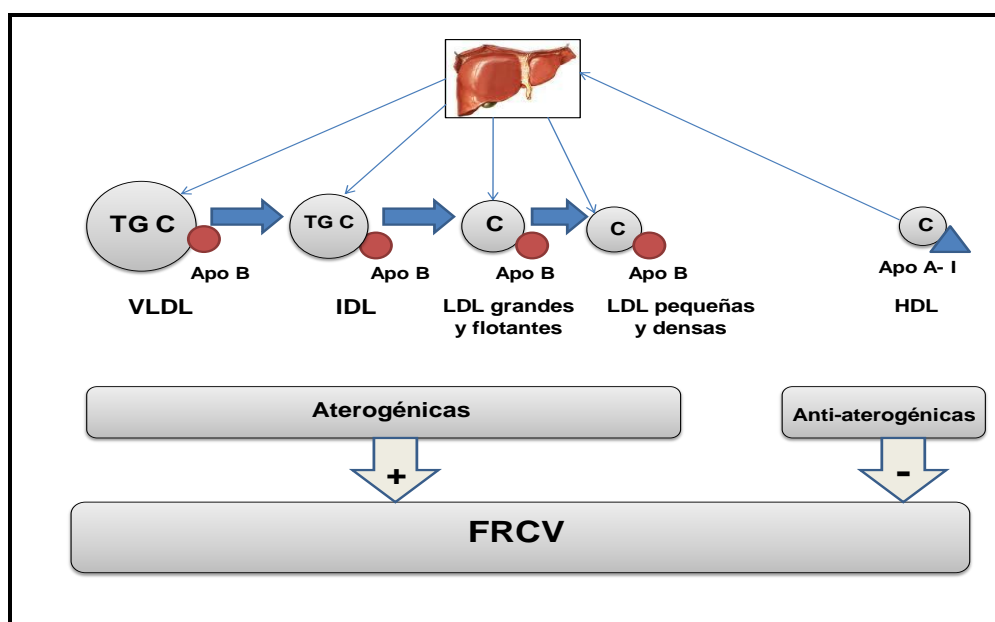 TG C
TG C
C
C
C
Apo B
Apo B
Apo B
Apo B
Apo A- I
VLDL
IDL
LDL grandes
y flotantes
LDL pequeñas
y densas
HDL
Aterogénicas
Anti-aterogénicas
+
-
FRCV